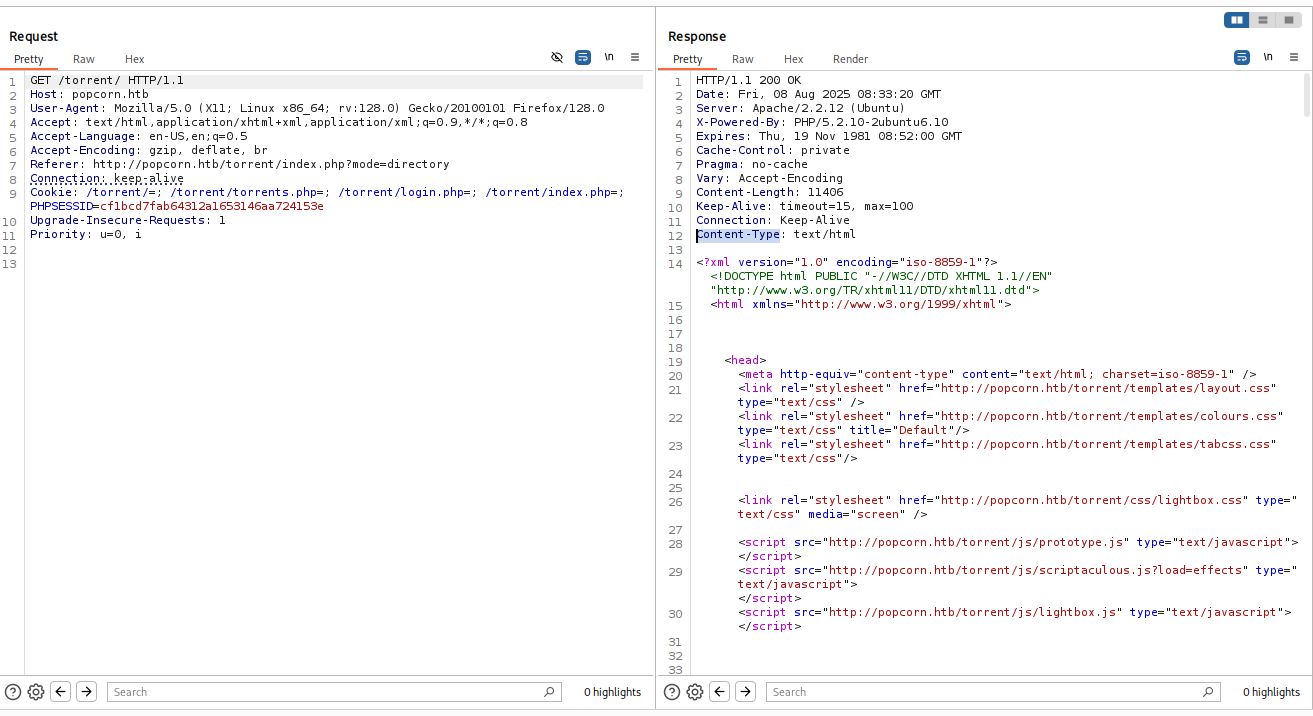 Request
Pretty Raw Hex \n
1 GET /torrent/ HTTP/1.1
2 Host: popcorn.htb
3 User-Agent: Mozilla/5.0 (X11; Linux x86_64; rv:128.0) Gecko/20100101 Firefox/128.0
4 Accept: text/html,application/xhtml+xml,application/xml;q=0.9,*/*;q=0.8
5 Accept-Language: en-US,en;q=0.5
6 Accept-Encoding: gzip, deflate, br
7 Referer: http://popcorn.htb/torrent/index.php?mode=directory
8 Connection: keep-alive
9 Cookie: /torrent/=; /torrent/torrents.php=; /torrent/login.php=; /torrent/index.php=;
PHPSESSID=cf1bcd7fab64312a1653146aa724153e
10 Upgrade-Insecure-Requests: 1
11 Priority: u=0, i
12
13
Search
0 highlights
Response
Pretty Raw Hex Render \n
1 HTTP/1.1 200 OK
2 Date: Fri, 08 Aug 2025 08:33:20 GMT
3 Server: Apache/2.2.12 (Ubuntu)
4 X-Powered-By: PHP/5.2.10-2ubuntu6.10
5 Expires: Thu, 19 Nov 1981 08:52:00 GMT
6 Cache-Control: private
7 Pragma: no-cache
8 Vary: Accept-Encoding
9 Content-Length: 11406
10 Keep-Alive: timeout=15, max=100
11 Connection: Keep-Alive
12 Content-Type: text/html
13
14 <?xml version="1.0" encoding="iso-8859-1"?>
<!DOCTYPE html PUBLIC "-//W3C//DTD XHTML 1.1//EN"
"http://www.w3.org/TR/xhtml11/DTD/xhtml11.dtd">
15 <html xmlns="http://www.w3.org/1999/xhtml">
16
17
18
19 <head>
20 <meta http-equiv="content-type" content="text/html; charset=iso-8859-1" />
21 <link rel="stylesheet" href="http://popcorn.htb/torrent/templates/layout.css"
type="text/css" />
22 <link rel="stylesheet" href="http://popcorn.htb/torrent/templates/colours.css"
type="text/css" title="Default"/>
23 <link rel="stylesheet" href="http://popcorn.htb/torrent/templates/tabcss.css"
type="text/css"/>
24
25
26 <link rel="stylesheet" href="http://popcorn.htb/torrent/css/lightbox.css" type="
text/css" media="screen" />
27
28 <script src="http://popcorn.htb/torrent/js/prototype.js" type="text/javascript">
</script>
29 <script src="http://popcorn.htb/torrent/js/scriptaculous.js?load=effects" type="
text/javascript">
</script>
30 <script src="http://popcorn.htb/torrent/js/lightbox.js" type="text/javascript">
</script>
31
32
33
Search
0 highlights